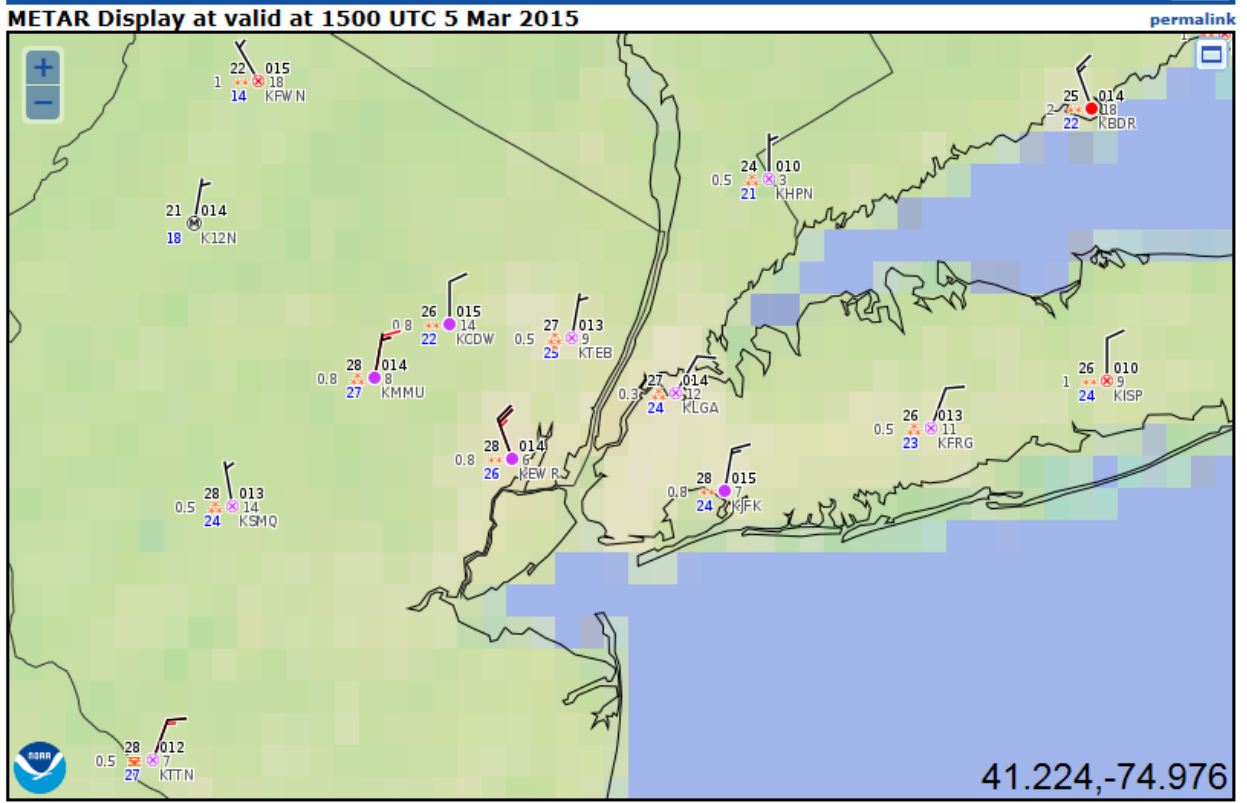 METAR Display at valid at 1500 UTC 5 Mar 2015
permalink
+
−
22 015
1 18
14 KFWN
25 014
2 18
22 KBDR
24 010
0.5 3
21 KHPN
21 014
M
18 K12N
26 015
0.8 14
22 KCDW
27 013
0.5 9
25 KTEB
28 014
0.8 8
27 KMMU
27 014
0.3 12
24 KLGA
26 010
1 9
24 KISP
26 013
0.5 11
23 KFRG
28 014
0.8 6
26 KEWR
28 015
0.8 7
24 KJFK
28 013
0.5 14
24 KSMQ
28 012
0.5 7
27 KTTN
NOAA
41.224,-74.976